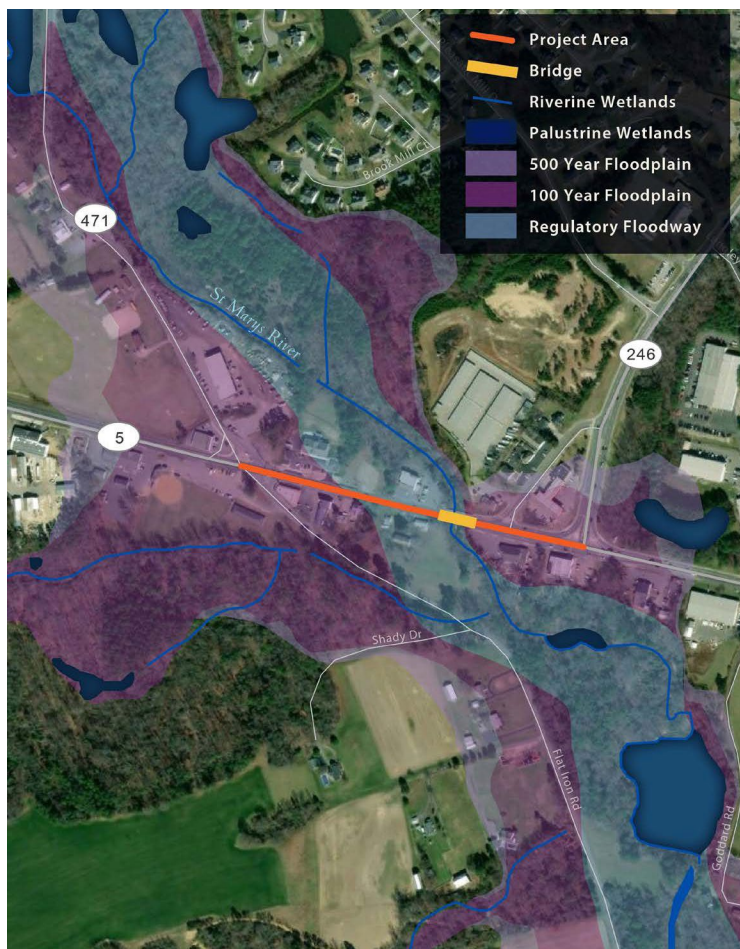 Project Area
Bridge
Riverine Wetlands
Palustrine Wetlands
500 Year Floodplain
100 Year Floodplain
Regulatory Floodway
Brook Mill Ct
471
St Marys River
246
5
Shady Dr
Flat Iron Rd
Goddard Rd